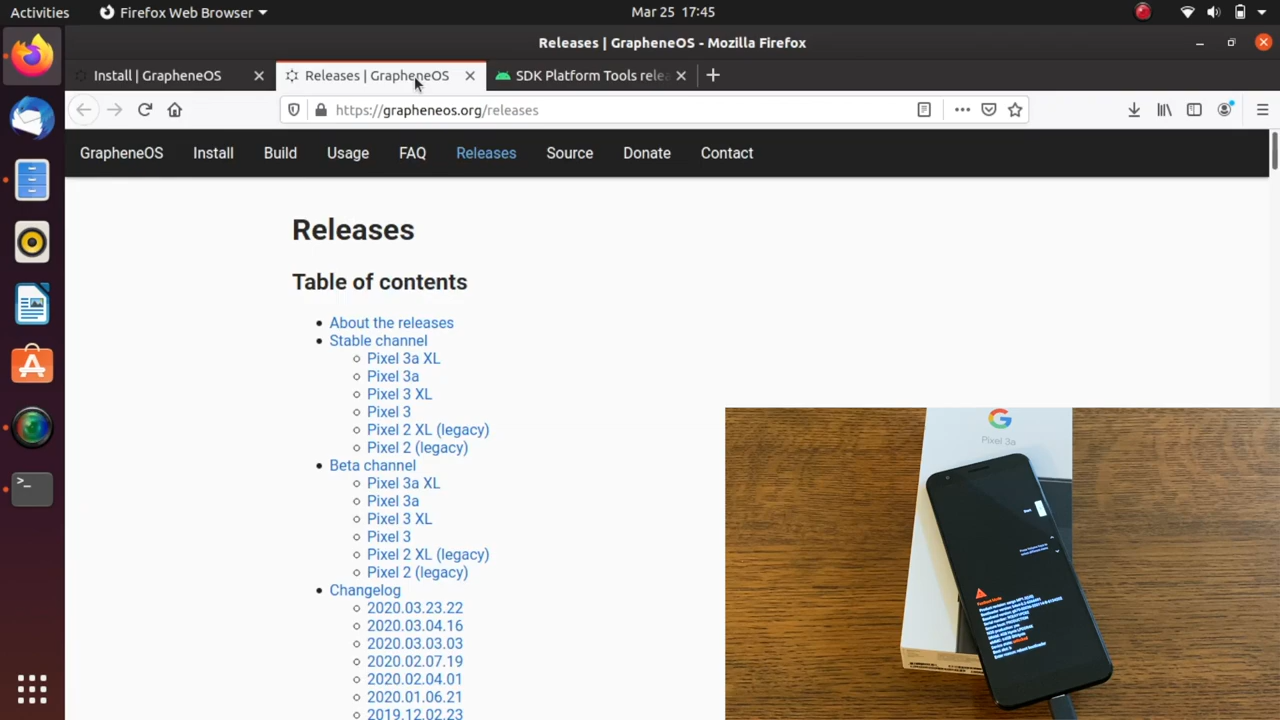 Activities
Firefox Web Browser
Mar 25 17:45
Releases | GrapheneOS - Mozilla Firefox
Install | GrapheneOS
Releases | GrapheneOS
SDK Platform Tools relea
https://grapheneos.org/releases
GrapheneOS
Install
Build
Usage
FAQ
Releases
Source
Donate
Contact
Releases
Table of contents
About the releases
Stable channel
Pixel 3a XL
Pixel 3a
Pixel 3 XL
Pixel 3
Pixel 2 XL (legacy)
Pixel 2 (legacy)
Beta channel
Pixel 3a XL
Pixel 3a
Pixel 3 XL
Pixel 3
Pixel 2 XL (legacy)
Pixel 2 (legacy)
Changelog
2020.03.23.22
2020.03.04.16
2020.03.03.03
2020.02.07.19
2020.02.04.01
2020.01.06.21
2019.12.02.23
G
Pixel 3a
Start